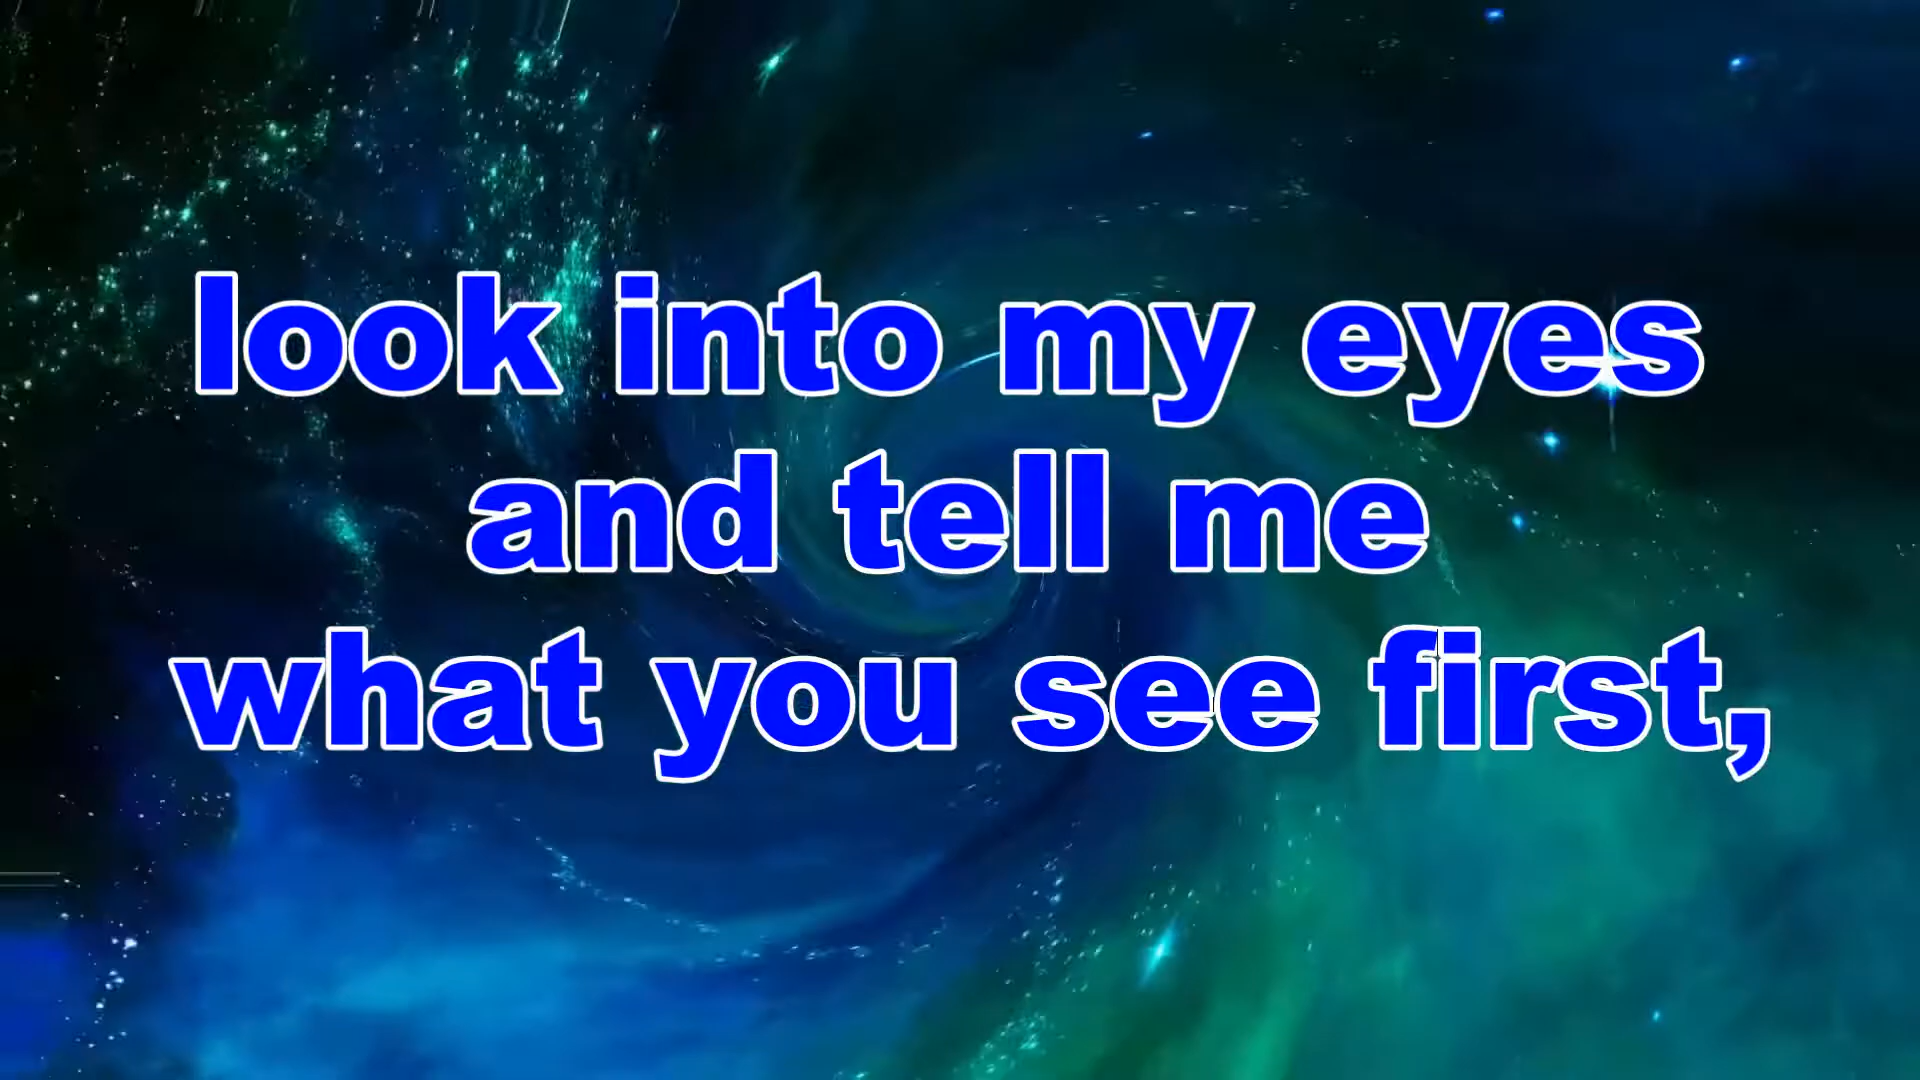 look into my eyes
and tell me
what you see first,